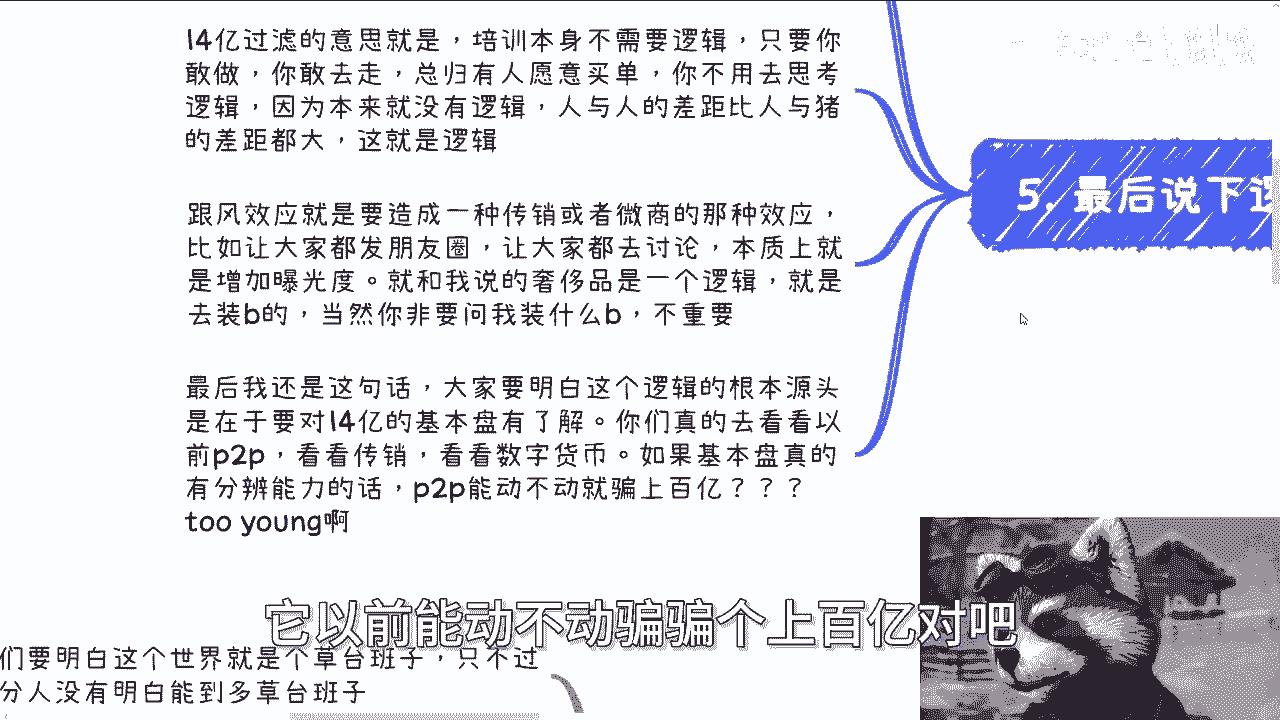 14亿过滤的意思就是，培训本身不需要逻辑，只要你
敢做，你敢去走，总归有人愿意买单，你不用去思考
逻辑，因为本来就没有逻辑，人与人的差距比人与猪
的差距都大，这就是逻辑
5. 最后说下逻
跟风效应就是要造成一种传销或者微商的那种效应，
比如让大家都发朋友圈，让大家都去讨论，本质上就
是增加曝光度。就和我说的奢侈品是一个逻辑，就是
去装b的，当然你非要问我装什么b，不重要
最后我还是这句话，大家要明白这个逻辑的根本源头
是在于要对14亿的基本盘有了解。你们真的去看看以
前p2p，看看传销，看看数字货币。如果基本盘真的
有分辨能力的话，p2p能动不动就骗上百亿？？？
too young啊
它以前能动不动骗骗个上百亿对吧
们要明白这个世界就是个草台班子，只不过
分人没有明白能到多草台班子